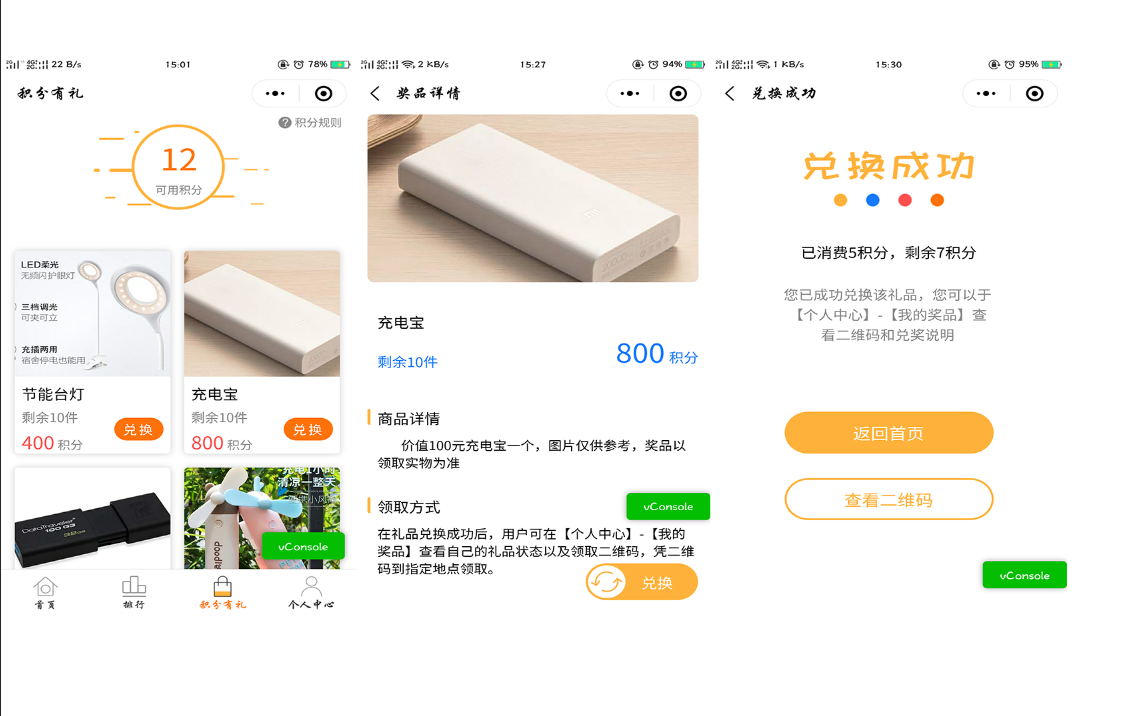 22 B/s
15:01
78%
积分有礼
积分规则
12
可用积分
LED柔光
无频闪护眼灯
三档调光
可夹可立
充插两用
宿舍停电也能用
节能台灯
剩余10件
400 积分
兑换
充电宝
剩余10件
800 积分
兑换
DataTraveler
100 G3
32GB
充电1小时
清凉一整天
doodle
vConsole
首页
排行
积分有礼
个人中心
2 KB/s
15:27
94%
奖品详情
充电宝
剩余10件
800 积分
商品详情
价值100元充电宝一个，图片仅供参考，奖品以
领取实物为准
领取方式
vConsole
在礼品兑换成功后，用户可在【个人中心】-【我的
奖品】查看自己的礼品状态以及领取二维码，凭二维
码到指定地点领取。
兑换
1 KB/s
15:30
95%
兑换成功
兑换成功
已消费5积分，剩余7积分
您已成功兑换该礼品，您可以于
【个人中心】-【我的奖品】查
看二维码和兑奖说明
返回首页
查看二维码
vConsole